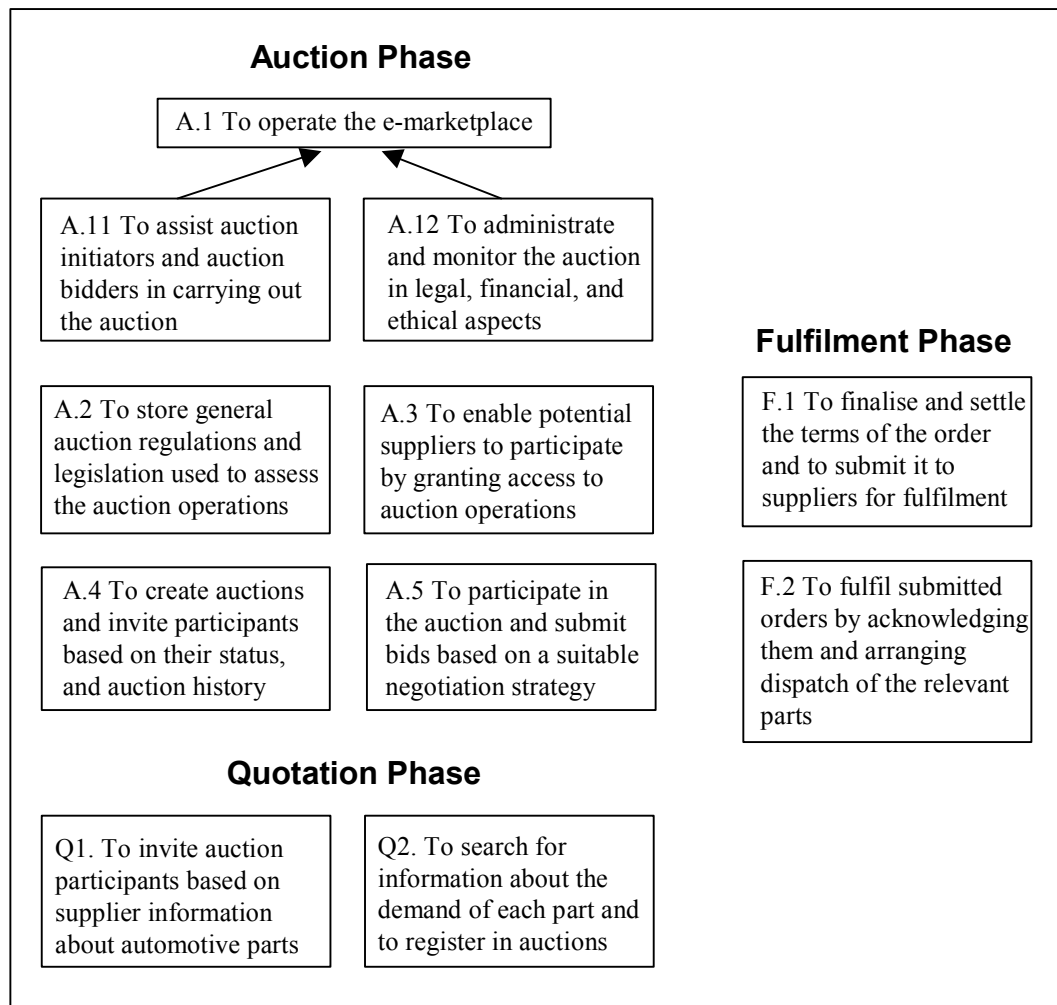 Auction Phase
A.1 To operate the e-marketplace
A.11 To assist auction
initiators and auction
bidders in carrying out
the auction
A.12 To administrate
and monitor the auction
in legal, financial, and
ethical aspects
A.2 To store general
auction regulations and
legislation used to assess
the auction operations
A.3 To enable potential
suppliers to participate
by granting access to
auction operations
A.4 To create auctions
and invite participants
based on their status,
and auction history
A.5 To participate in
the auction and submit
bids based on a suitable
negotiation strategy
Quotation Phase
Q1. To invite auction
participants based on
supplier information
about automotive parts
Q2. To search for
information about the
demand of each part and
to register in auctions
Fulfilment Phase
F.1 To finalise and settle
the terms of the order
and to submit it to
suppliers for fulfilment
F.2 To fulfil submitted
orders by acknowledging
them and arranging
dispatch of the relevant
parts